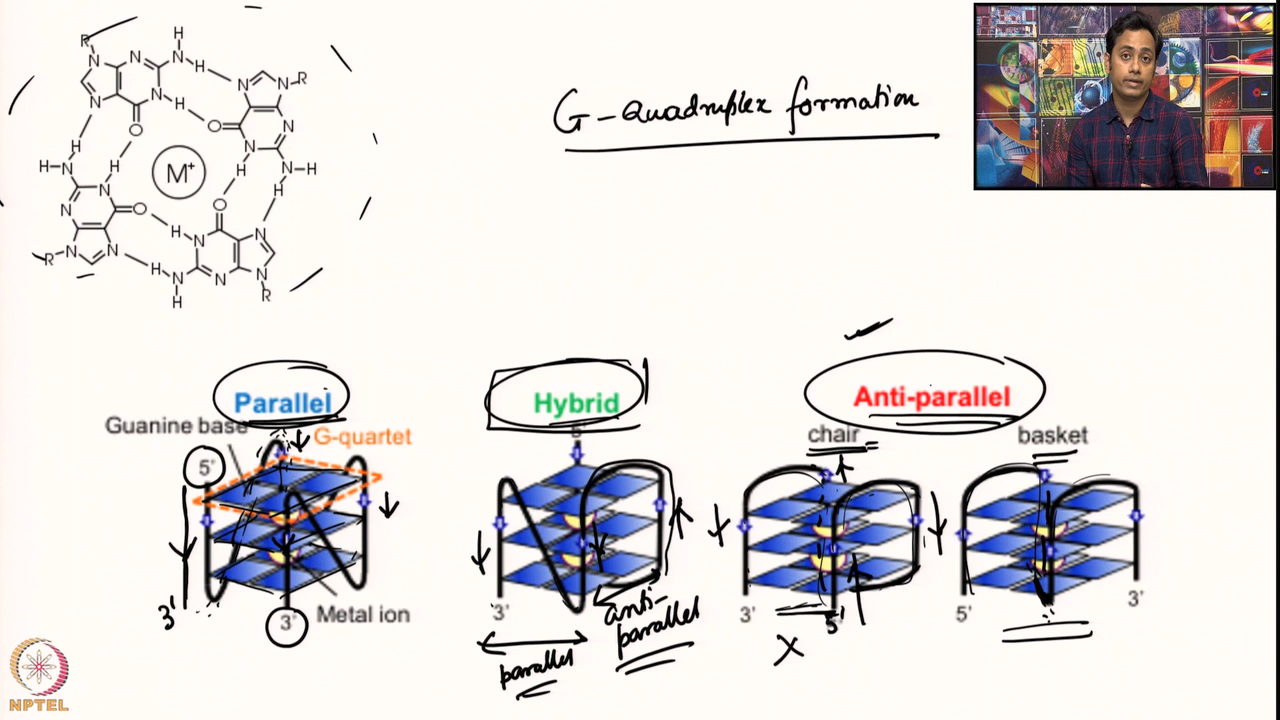 G-quadruplex formation
R
H
N
N
N
H
N
N
R
N
N
H
O
O
N
H
N
N
H
M⁺
H
N
H
H
N
H
N
O
O
H
N
N
H
N
R
N
N
H
N
N
H
N
R
Parallel
Hybrid
Anti-parallel
Guanine base
G-quartet
chair
basket
5'
5'
3'
3'
Metal ion
3'
3'
5'
5'
3'
anti-
parallel
parallel
X
NPTEL